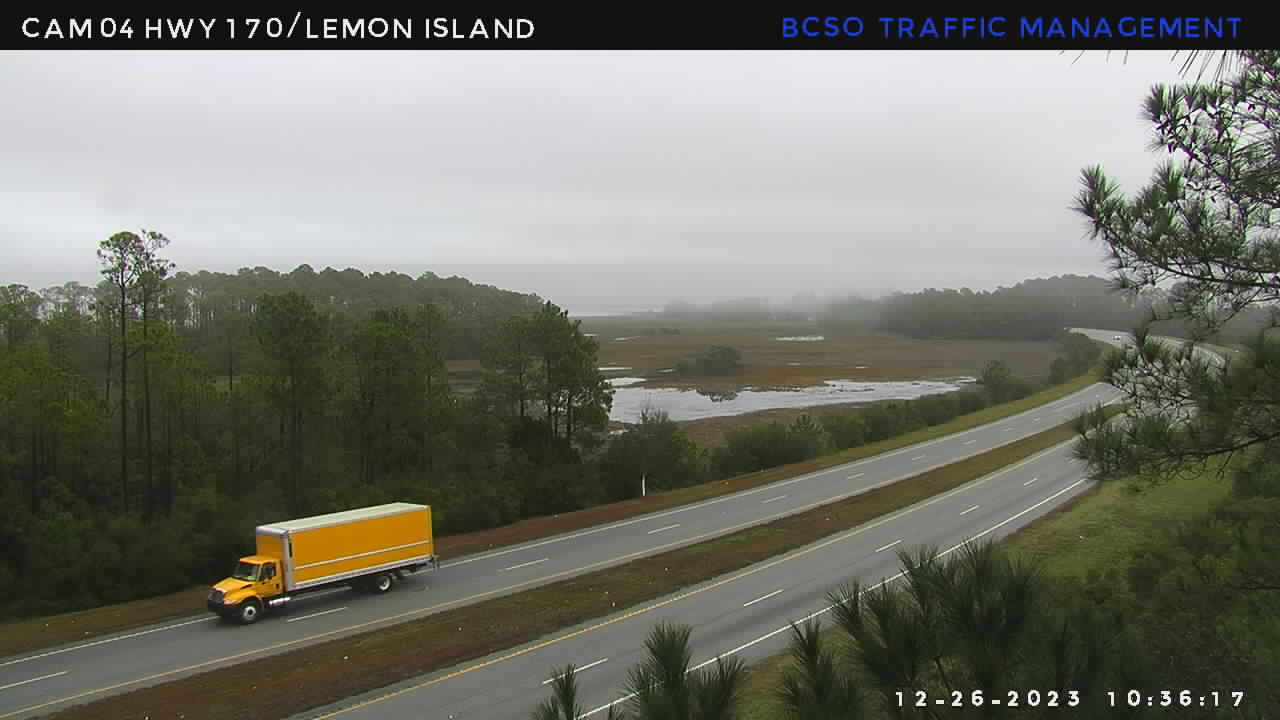 CAM 04 HWY 170/LEMON ISLAND
BCSO TRAFFIC MANAGEMENT
12-26-2023 10:36:17